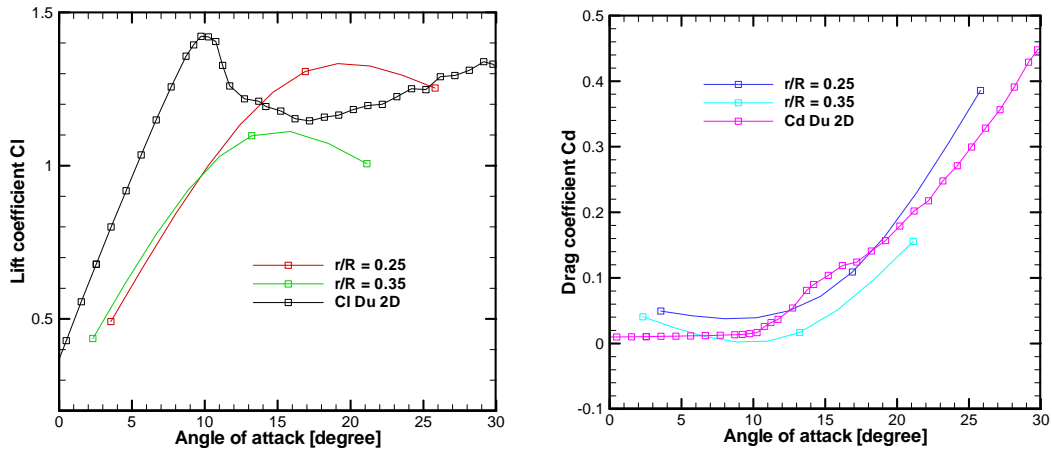 Lift coefficient Cl
1.5
1
0.5
r/R = 0.25
r/R = 0.35
Cl Du 2D
0 5 10 15 20 25 30
Angle of attack [degree]
Drag coefficient Cd
0.5
0.4
0.3
0.2
0.1
0
-0.1
r/R = 0.25
r/R = 0.35
Cd Du 2D
0 5 10 15 20 25 30
Angle of attack [degree]